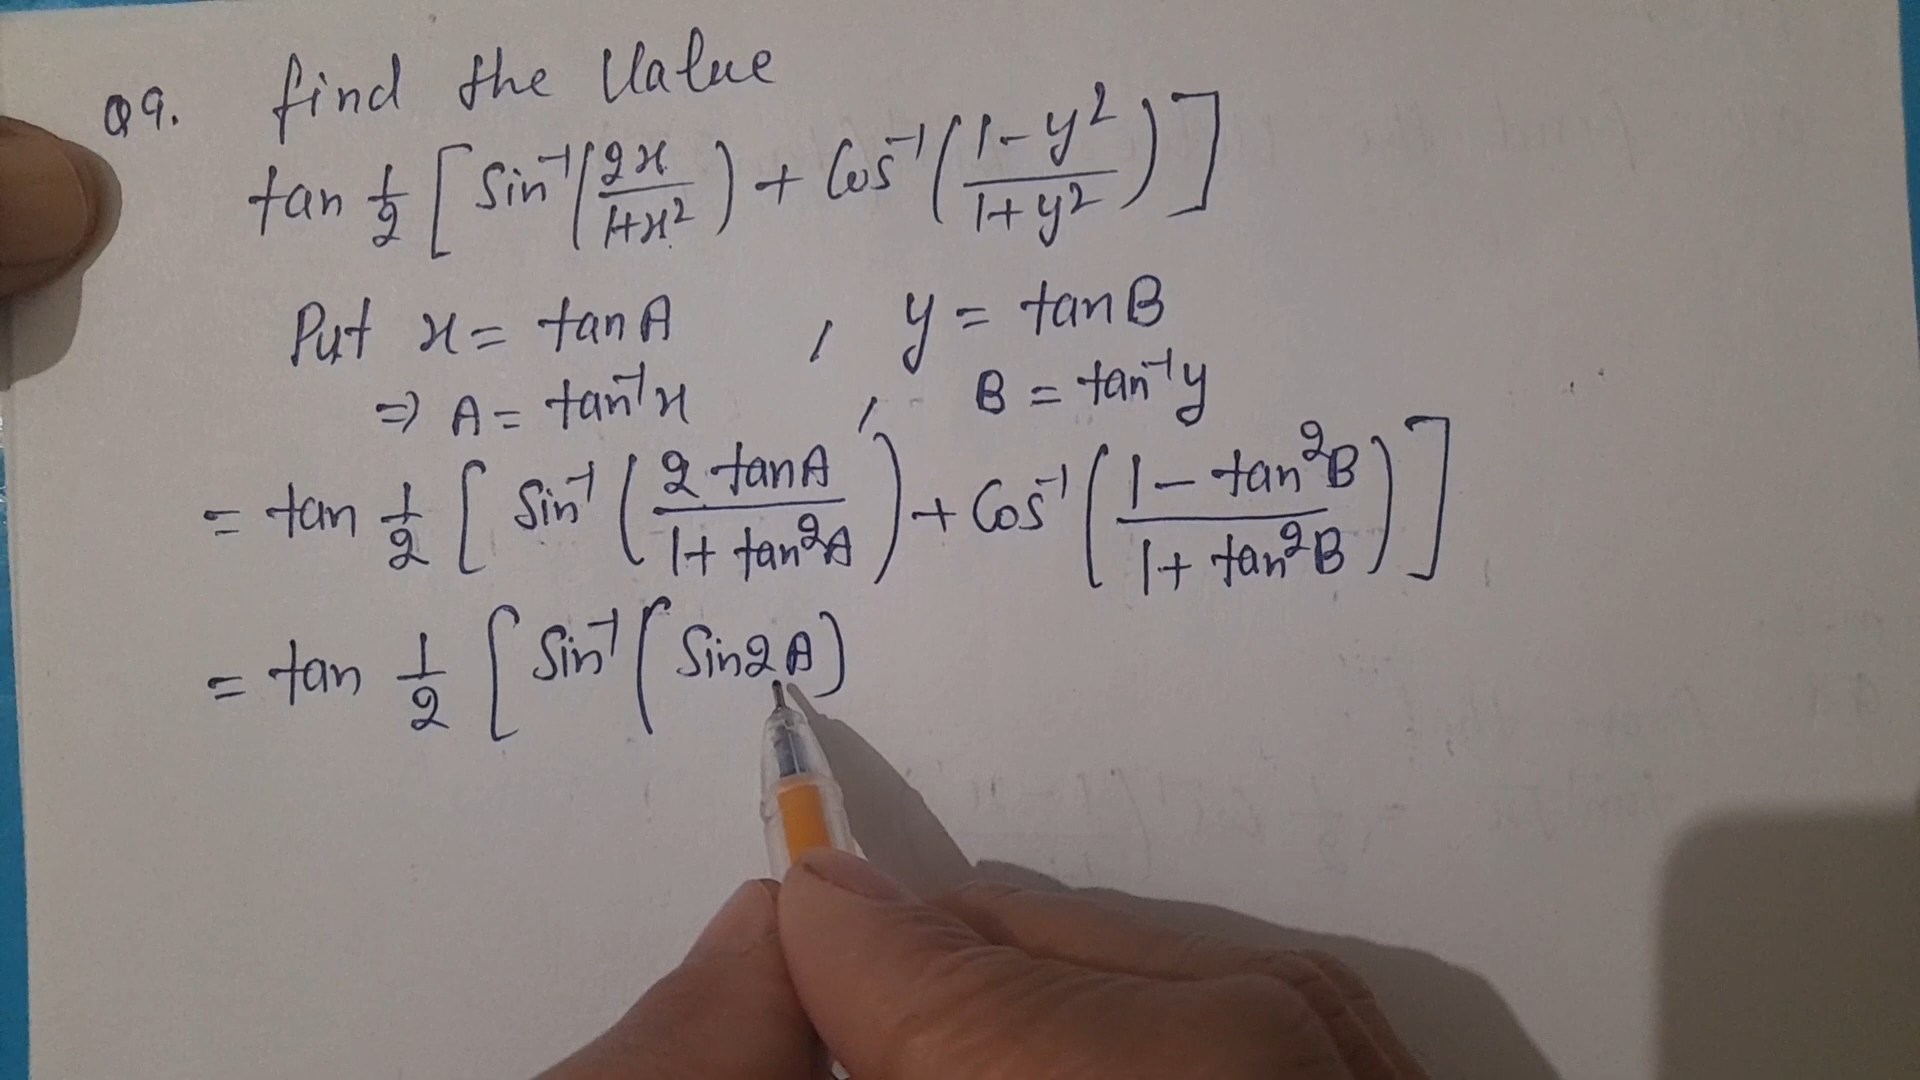 Q9. find the Value
tan 1/2 [ Sin⁻¹ (2x/1+x²) + Cos⁻¹ (1-y²/1+y²) ]
Put x = tan A , y = tan B
⇒ A = tan⁻¹x , B = tan⁻¹y
= tan 1/2 [ Sin⁻¹ (2 tanA/1+ tan²A) + Cos⁻¹ (1- tan²B/1+ tan²B) ]
= tan 1/2 [ Sin⁻¹ ( Sin2A)